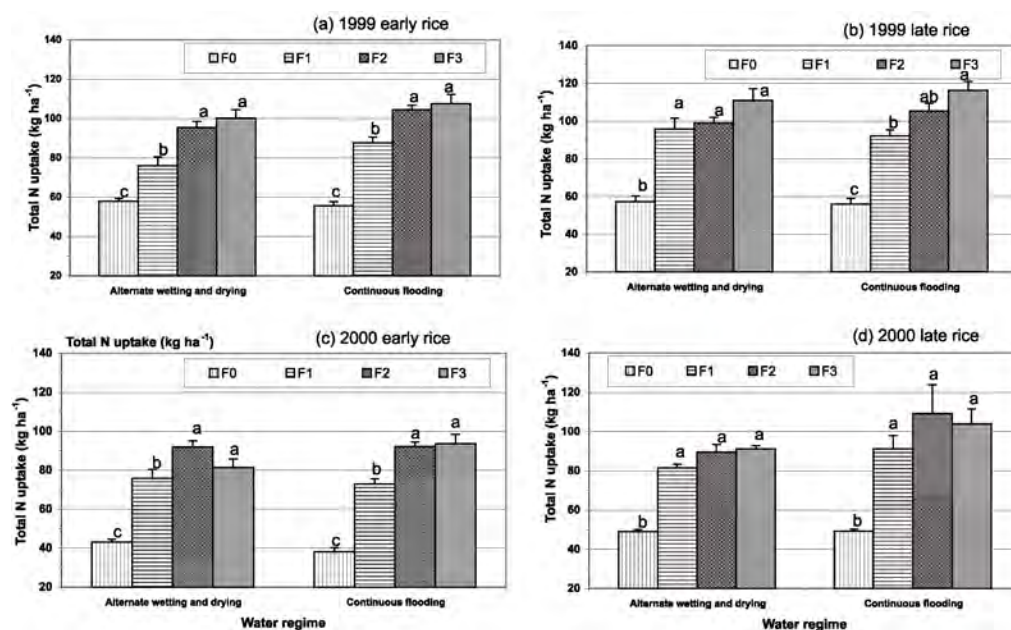 (a) 1999 early rice
140
120
100
80
60
40
20
Total N uptake (kg ha⁻¹)
F0 F1 F2 F3
c b a a
c b a a
Alternate wetting and drying Continuous flooding
(b) 1999 late rice
140
120
100
80
60
40
20
Total N uptake (kg ha⁻¹)
F0 F1 F2 F3
b a a a
c b ab a
Alternate wetting and drying Continuous flooding
Total N uptake (kg ha⁻¹)
(c) 2000 early rice
140
120
100
80
60
40
20
Total N uptake (kg ha⁻¹)
F0 F1 F2 F3
c b a a
c b a a
Alternate wetting and drying Continuous flooding
Water regime
(d) 2000 late rice
140
120
100
80
60
40
20
Total N uptake (kg ha⁻¹)
F0 F1 F2 F3
b a a a
b a a a
Alternate wetting and drying Continuous flooding
Water regime